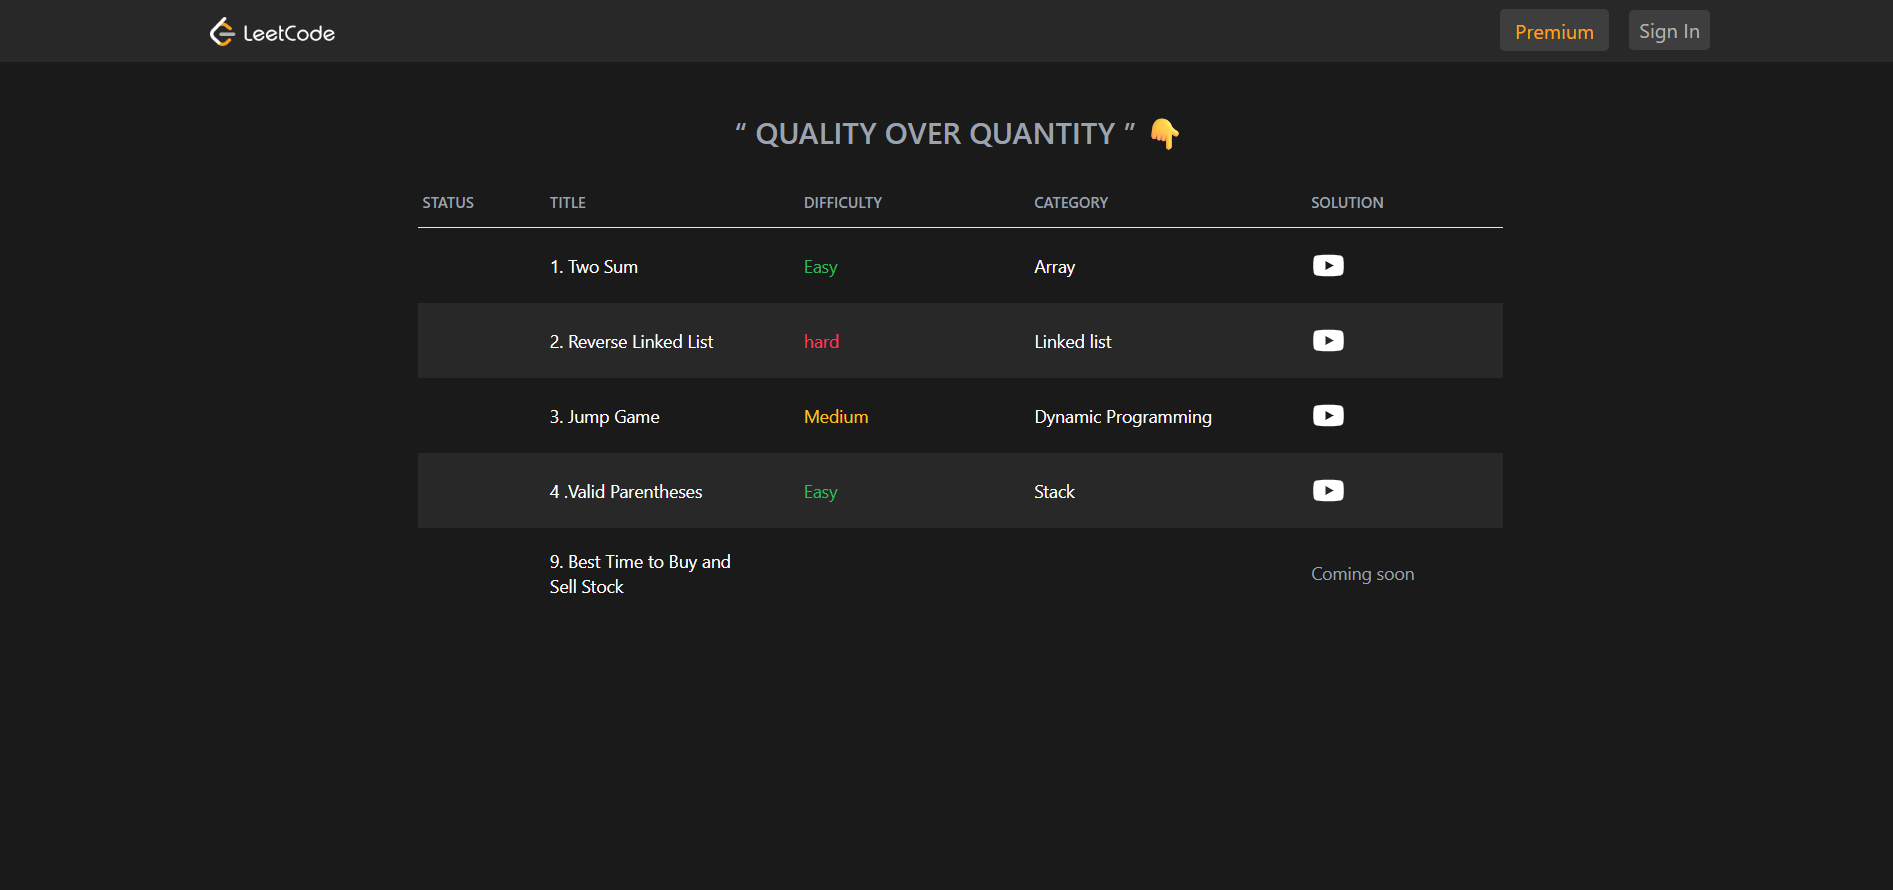 LeetCode
Premium
Sign In
“ QUALITY OVER QUANTITY ” 👇
STATUS TITLE DIFFICULTY CATEGORY SOLUTION
1. Two Sum Easy Array
2. Reverse Linked List hard Linked list
3. Jump Game Medium Dynamic Programming
4 .Valid Parentheses Easy Stack
9. Best Time to Buy and
Sell Stock
Coming soon